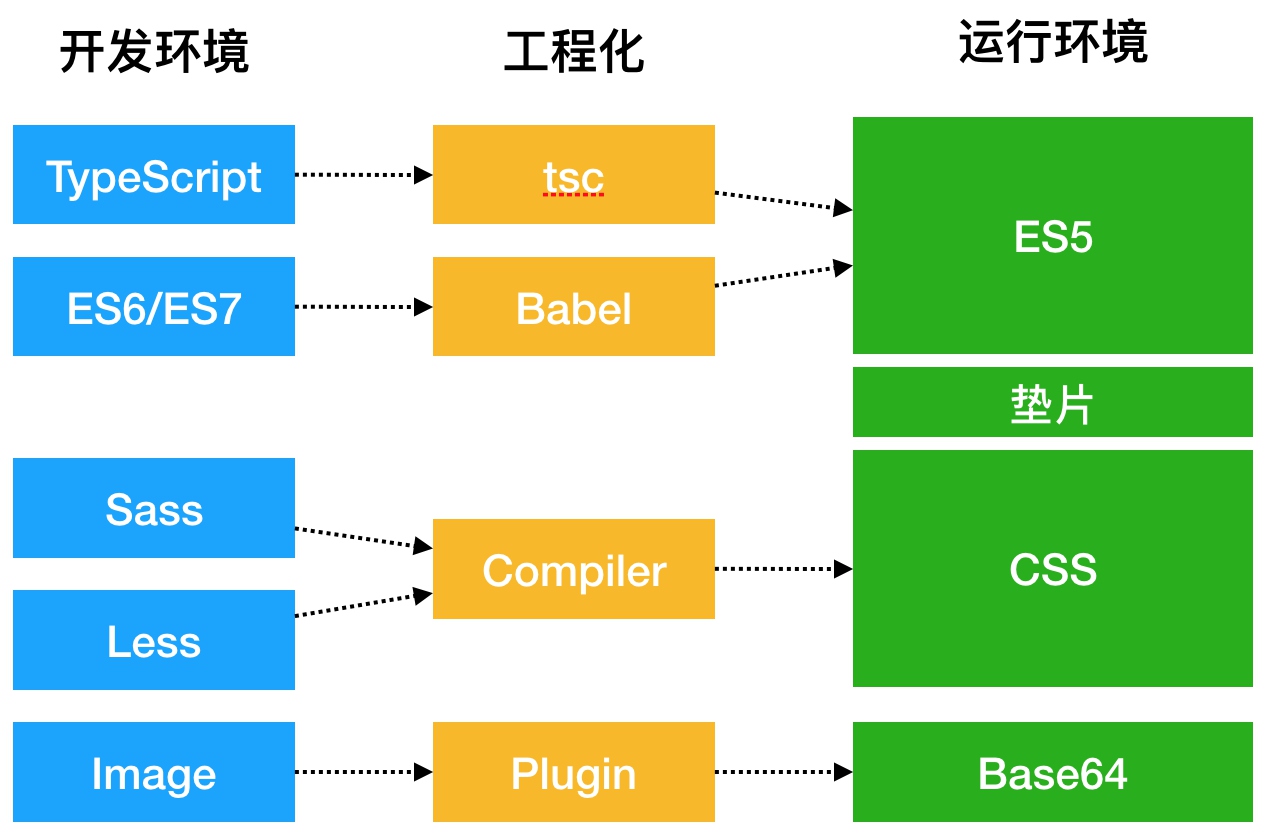 开发环境
工程化
运行环境
TypeScript
tsc
ES5
ES6/ES7
Babel
垫片
Sass
Compiler
CSS
Less
Image
Plugin
Base64